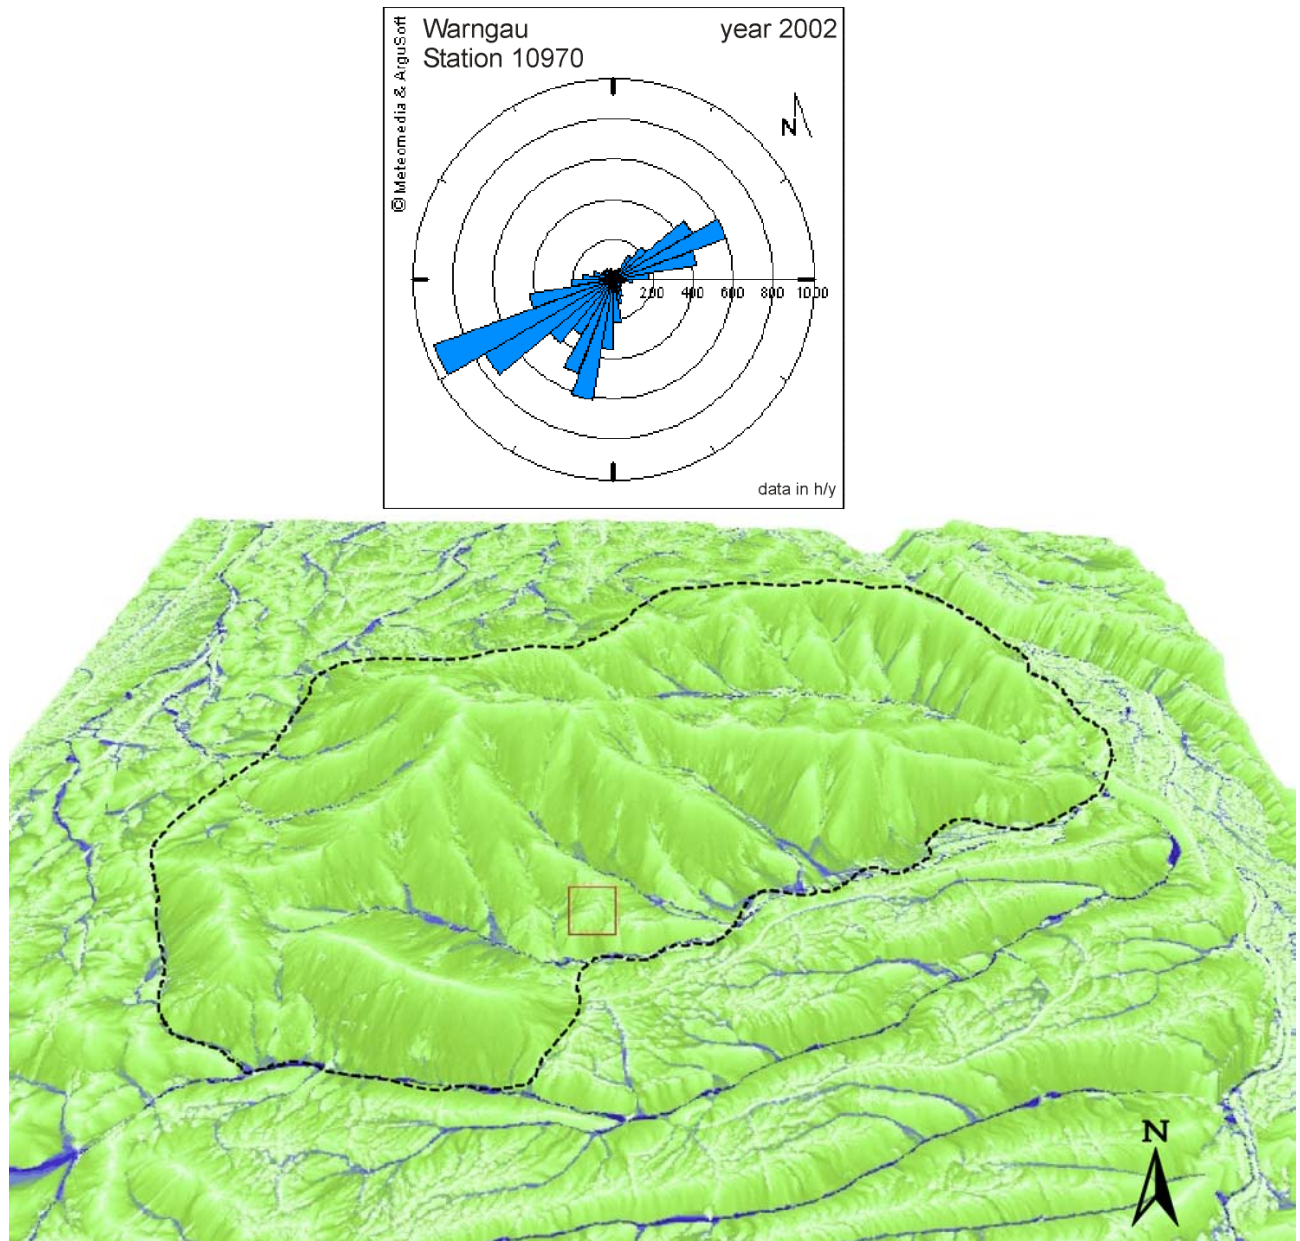 Warngau
year 2002
Station 10970
© Meteomedia & ArguSoft
N
200 400 600 800 1000
data in h/y
N